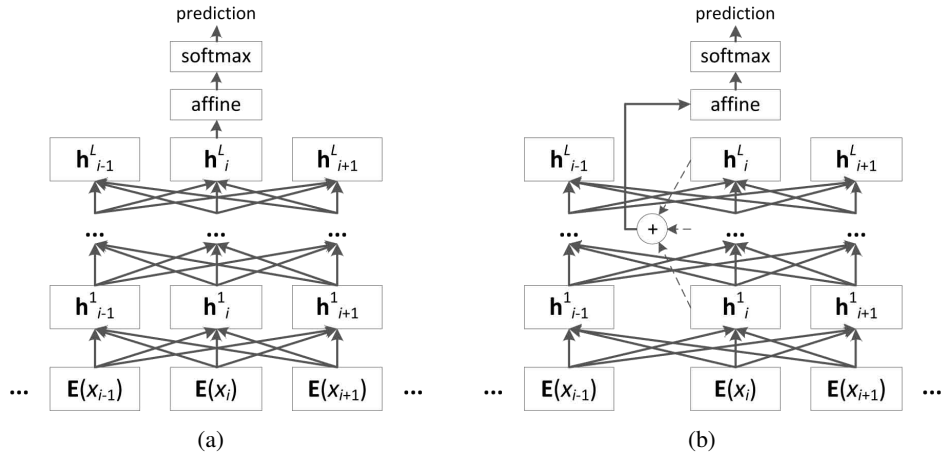 prediction
softmax
affine
h^L_{i-1} h^L_i h^L_{i+1}
... ... ...
h^1_{i-1} h^1_i h^1_{i+1}
... E(x_{i-1}) E(x_i) E(x_{i+1}) ...
(a)
prediction
softmax
affine
h^L_{i-1} h^L_i h^L_{i+1}
... + ... ...
h^1_{i-1} h^1_i h^1_{i+1}
... E(x_{i-1}) E(x_i) E(x_{i+1}) ...
(b)